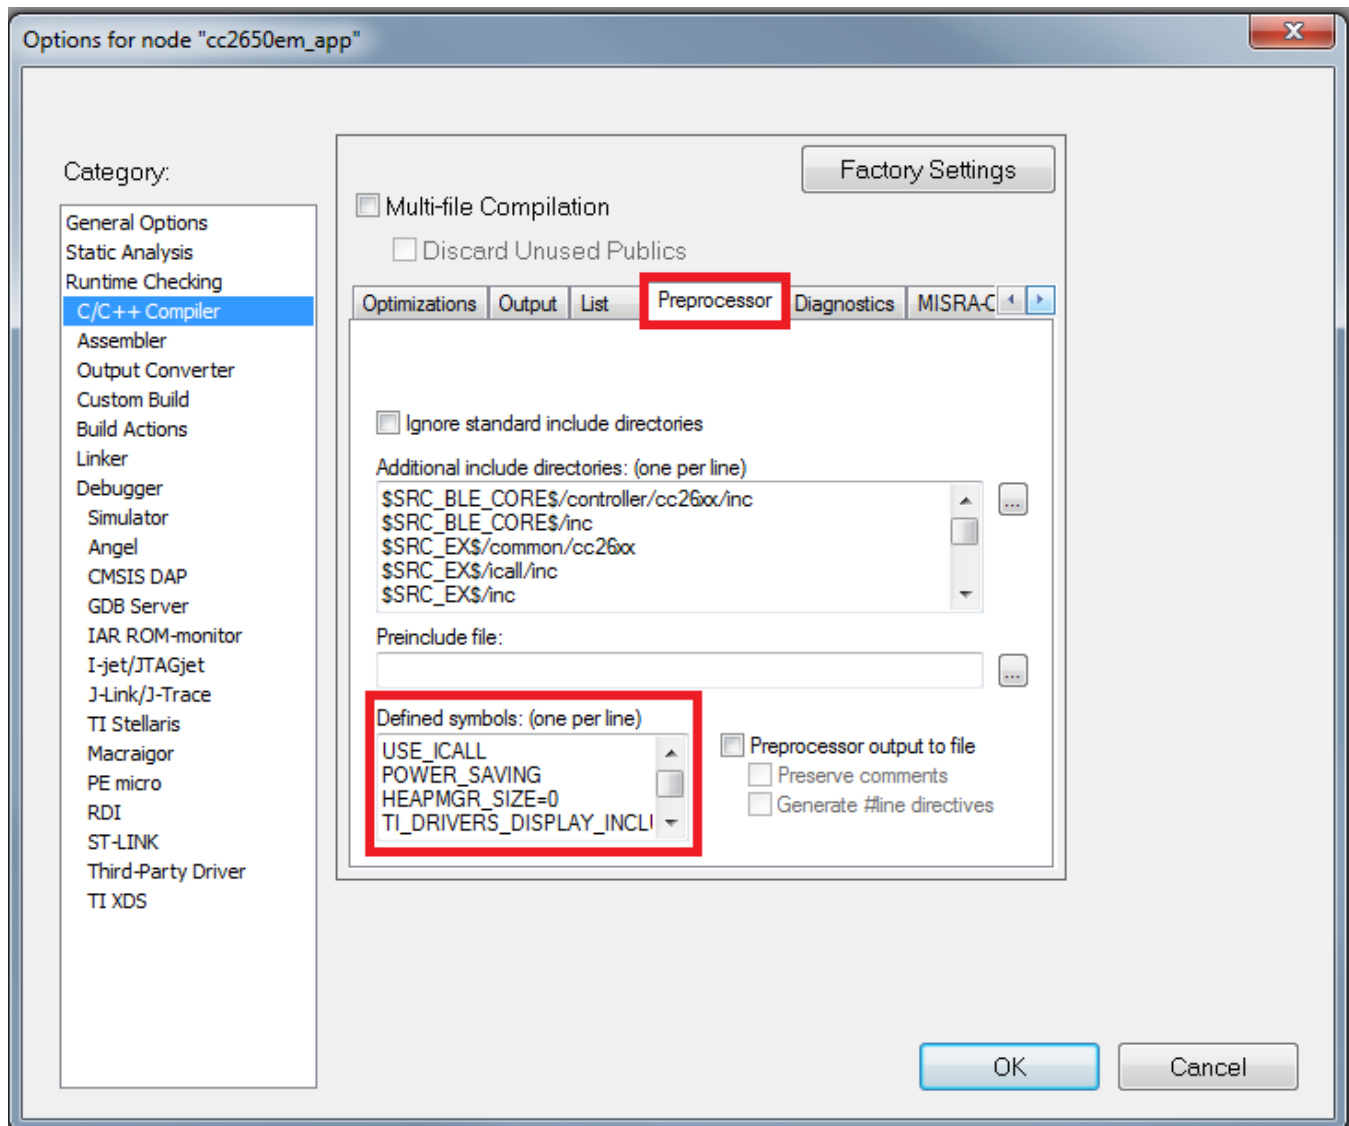 Options for node "cc2650em_app"
x
Category:
General Options
Static Analysis
Runtime Checking
C/C++ Compiler
Assembler
Output Converter
Custom Build
Build Actions
Linker
Debugger
Simulator
Angel
CMSIS DAP
GDB Server
IAR ROM-monitor
I-jet/JTAGjet
J-Link/J-Trace
TI Stellaris
Macraigor
PE micro
RDI
ST-LINK
Third-Party Driver
TI XDS
Factory Settings
Multi-file Compilation
Discard Unused Publics
Optimizations Output List Preprocessor Diagnostics MISRA-C
Ignore standard include directories
Additional include directories: (one per line)
$SRC_BLE_CORE$/controller/cc26xx/inc
$SRC_BLE_CORE$/inc
$SRC_EX$/common/cc26xx
$SRC_EX$/icall/inc
$SRC_EX$/inc
...
Preinclude file:
...
Defined symbols: (one per line)
USE_ICALL
POWER_SAVING
HEAPMGR_SIZE=0
TI_DRIVERS_DISPLAY_INCL
Preprocessor output to file
Preserve comments
Generate #line directives
OK Cancel